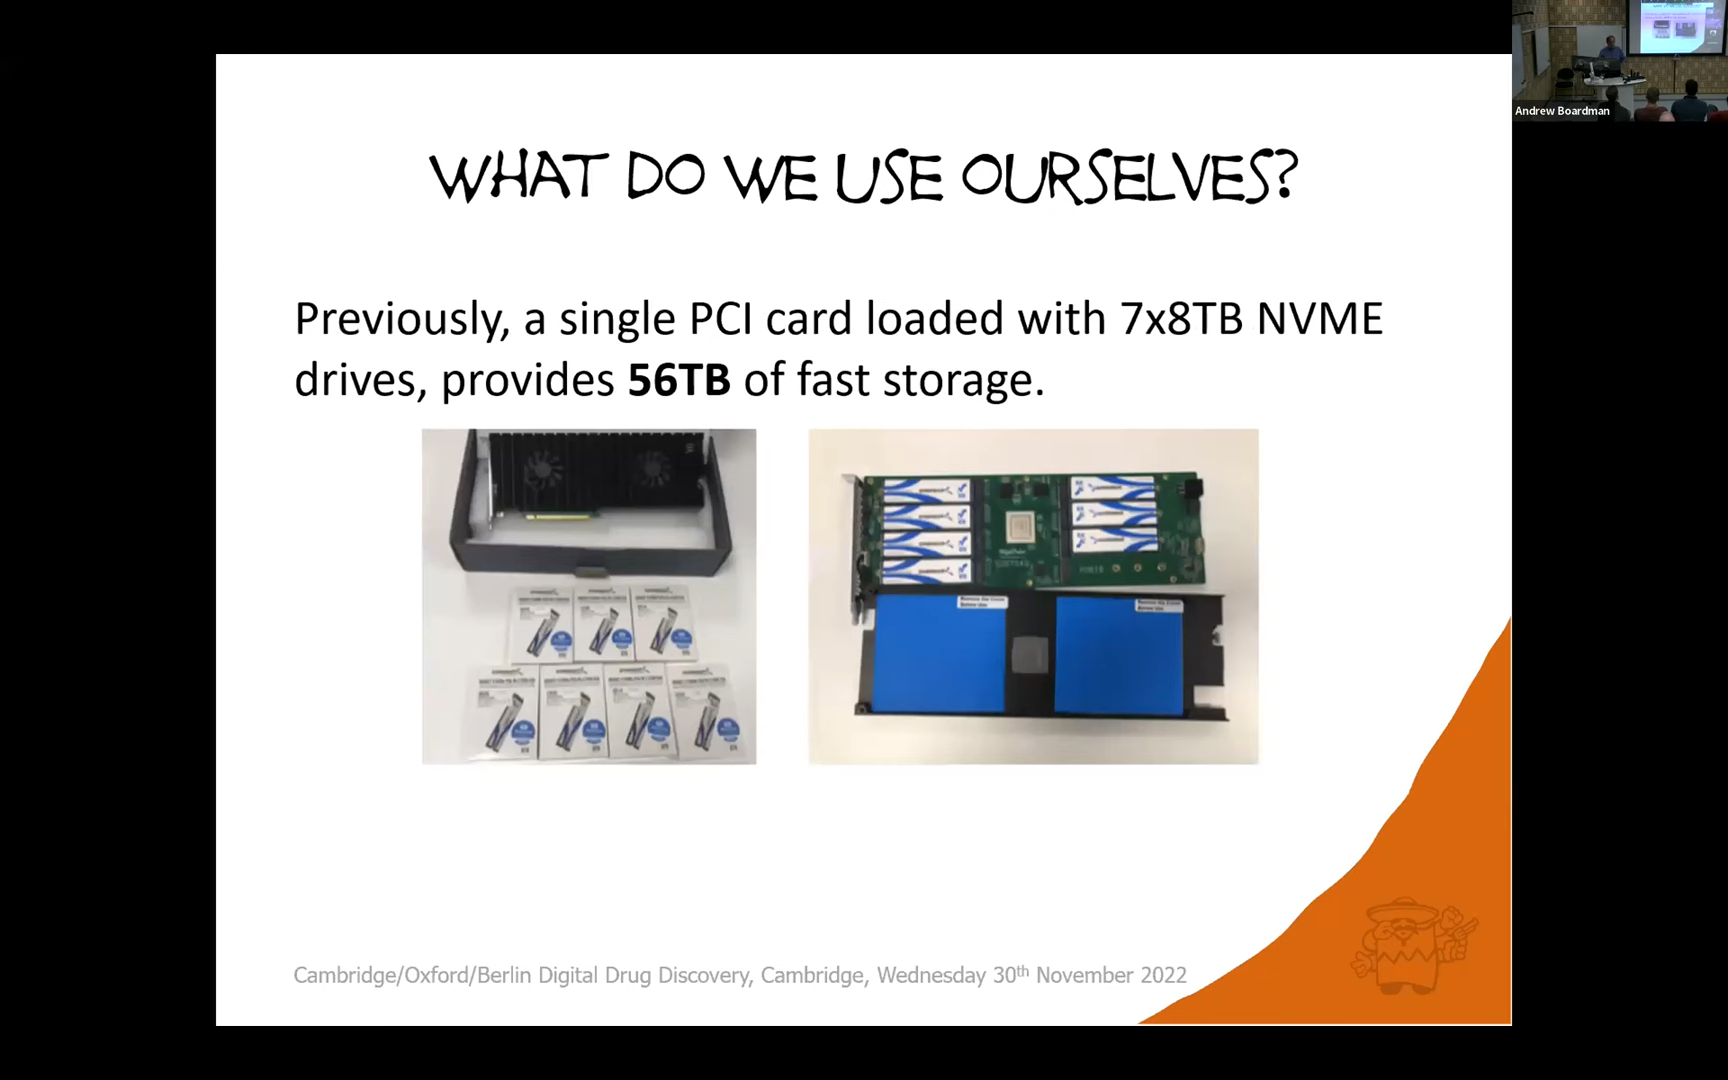 WHAT DO WE USE OURSELVES?
Previously, a single PCI card loaded with 7x8TB NVME
drives, provides 56TB of fast storage.
Cambridge/Oxford/Berlin Digital Drug Discovery, Cambridge, Wednesday 30th November 2022
Andrew Boardman